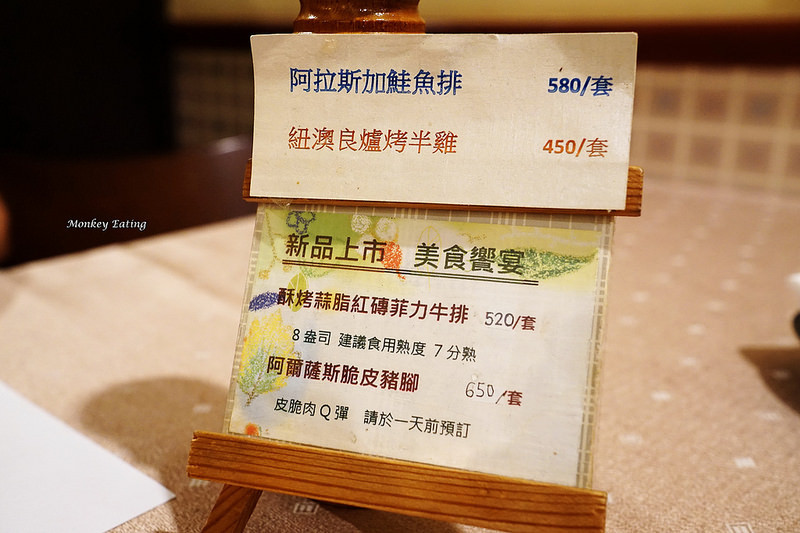 阿拉斯加鮭魚排 580/套
紐澳良爐烤半雞 450/套
Monkey Eating
新品上市 美食饗宴
酥烤蒜脂紅磚菲力牛排 520/套
8盎司 建議食用熟度 7分熟
阿爾薩斯脆皮豬腳 650/套
皮脆肉Q彈 請於一天前預訂